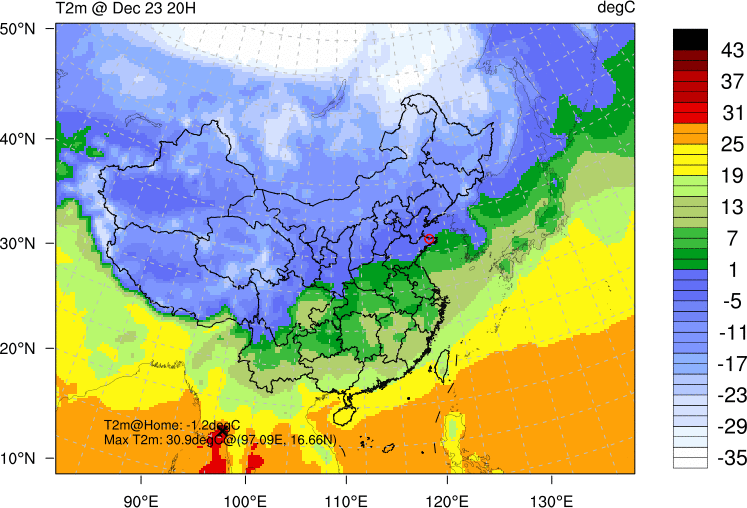 T2m @ Dec 23 20H
degC
50°N
40°N
30°N
20°N
10°N
90°E
100°E
110°E
120°E
130°E
T2m@Home: -1.2degC
Max T2m: 30.9degC@(97.09E, 16.66N)
43
37
31
25
19
13
7
1
-5
-11
-17
-23
-29
-35